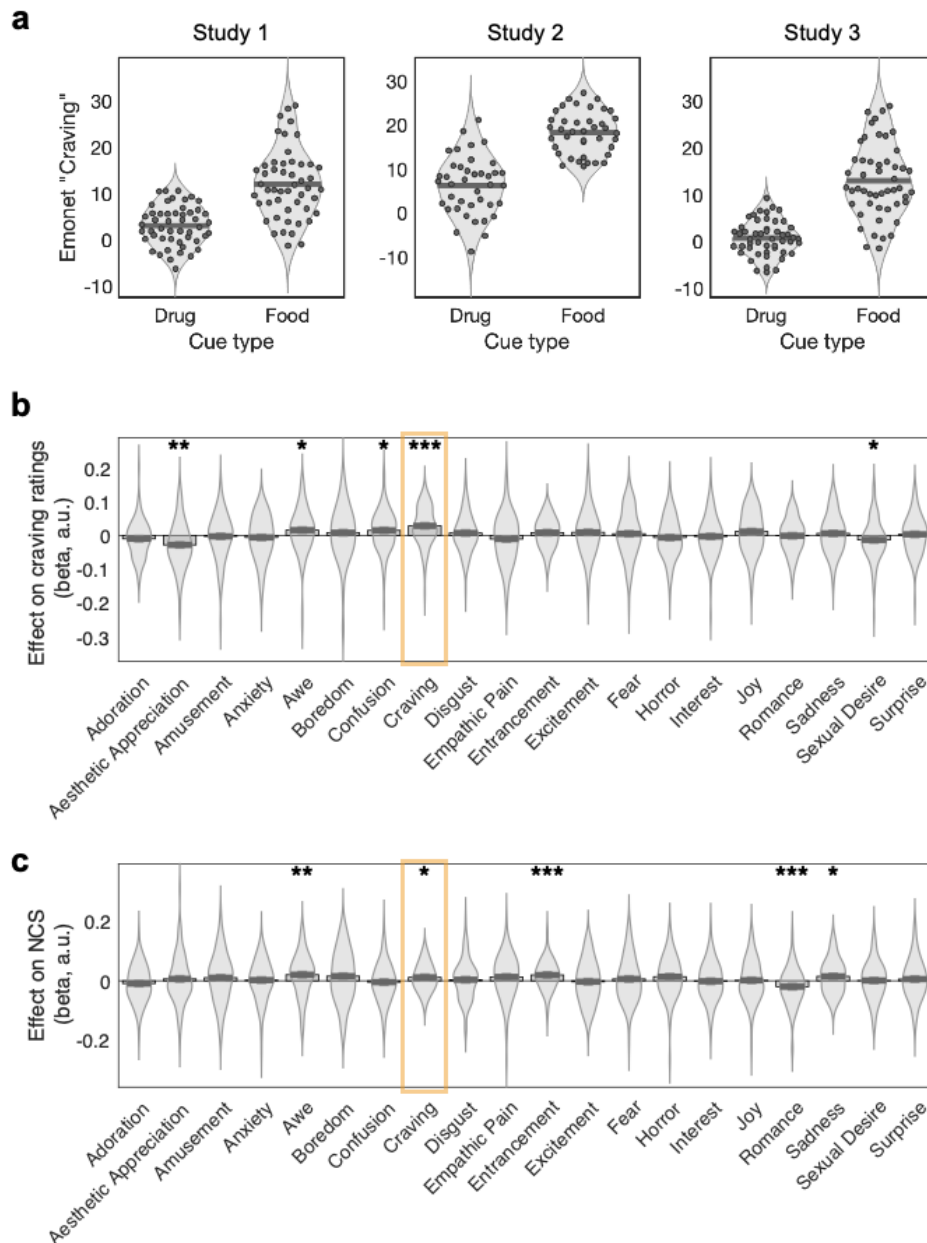 a
Study 1 Study 2 Study 3
Emonet "Craving"
30
20
10
0
-10
30
20
10
0
-10
30
20
10
0
-10
Drug Food Drug Food Drug Food
Cue type Cue type Cue type
b
** * * *** *
Effect on craving ratings
(beta, a.u.)
0.2
0.1
0
-0.1
-0.2
-0.3
Adoration
Aesthetic Appreciation
Amusement
Anxiety
Awe
Boredom
Confusion
Craving
Disgust
Empathic Pain
Entrancement
Excitement
Fear
Horror
Interest
Joy
Romance
Sadness
Sexual Desire
Surprise
c
** * *** *** *
Effect on NCS
(beta, a.u.)
0.2
0
-0.2
Adoration
Aesthetic Appreciation
Amusement
Anxiety
Awe
Boredom
Confusion
Craving
Disgust
Empathic Pain
Entrancement
Excitement
Fear
Horror
Interest
Joy
Romance
Sadness
Sexual Desire
Surprise